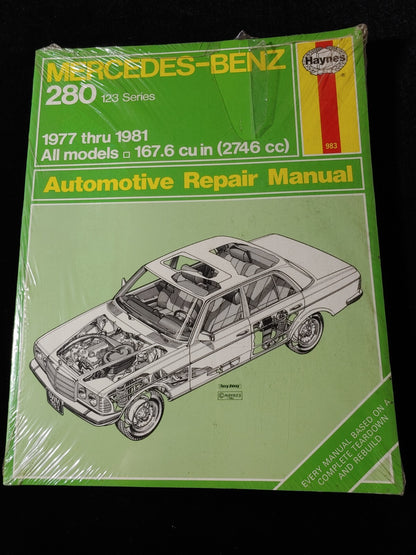 MERCEDES-BENZ
280 123 Series
Haynes
®
1977 thru 1981
All models □ 167.6 cu in (2746 cc)
983
Automotive Repair Manual
EVERY MANUAL BASED ON A
COMPLETE TEARDOWN
AND REBUILD